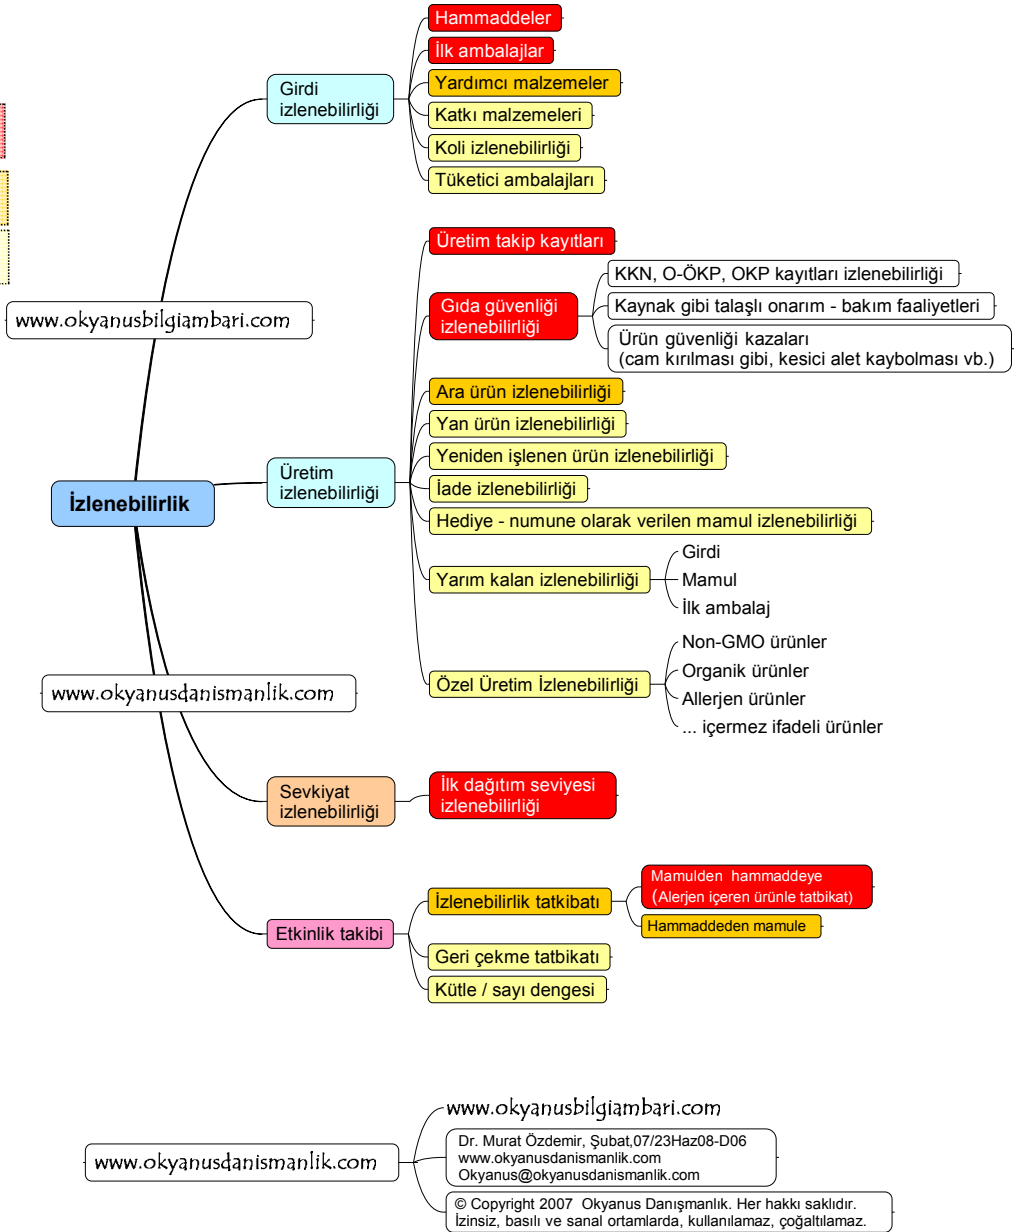 Hammaddeler
İlk ambalajlar
Girdi
izlenebilirliği
Yardımcı malzemeler
Katkı malzemeleri
Koli izlenebilirliği
Tüketici ambalajları
Üretim takip kayıtları
Gıda güvenliği
izlenebilirliği
KKN, O-ÖKP, OKP kayıtları izlenebilirliği
Kaynak gibi talaşlı onarım - bakım faaliyetleri
Ürün güvenliği kazaları
(cam kırılması gibi, kesici alet kaybolması vb.)
www.okyanusbilgiambari.com
Ara ürün izlenebilirliği
Yan ürün izlenebilirliği
Yeniden işlenen ürün izlenebilirliği
Üretim
izlenebilirliği
İade izlenebilirliği
İzlenebilirlik
Hediye - numune olarak verilen mamul izlenebilirliği
Yarım kalan izlenebilirliği
Girdi
Mamul
İlk ambalaj
Özel Üretim İzlenebilirliği
Non-GMO ürünler
Organik ürünler
Allerjen ürünler
... içermez ifadeli ürünler
www.okyanusdanismanlik.com
Sevkiyat
izlenebilirliği
İlk dağıtım seviyesi
izlenebilirliği
Etkinlik takibi
İzlenebilirlik tatkibatı
Mamulden hammaddeye
(Alerjen içeren ürünle tatbikat)
Hammaddeden mamule
Geri çekme tatbikatı
Kütle / sayı dengesi
www.okyanusdanismanlik.com
www.okyanusbilgiambari.com
Dr. Murat Özdemir, Şubat,07/23Haz08-D06
www.okyanusdanismanlik.com
Okyanus@okyanusdanismanlik.com
© Copyright 2007 Okyanus Danışmanlık. Her hakkı saklıdır.
İzinsiz, basılı ve sanal ortamlarda, kullanılamaz, çoğaltılamaz.